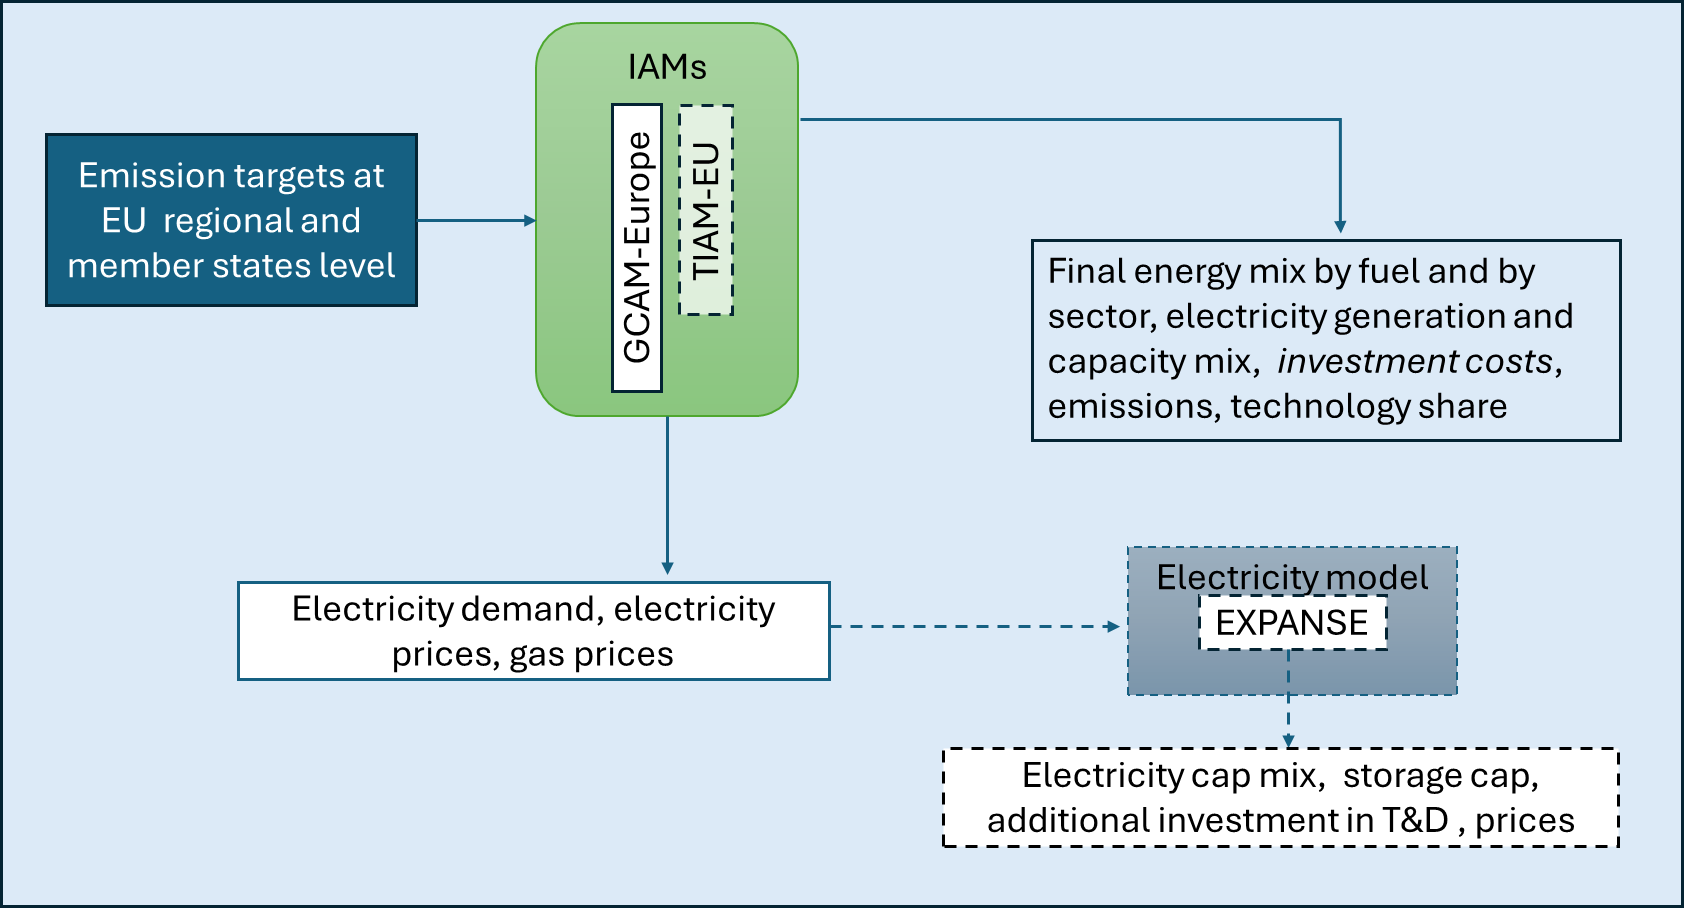 IAMs
GCAM-Europe
TIAM-EU
Emission targets at
EU regional and
member states level
Final energy mix by fuel and by
sector, electricity generation and
capacity mix, investment costs,
emissions, technology share
Electricity demand, electricity
prices, gas prices
Electricity model
EXPANSE
Electricity cap mix, storage cap,
additional investment in T&D , prices